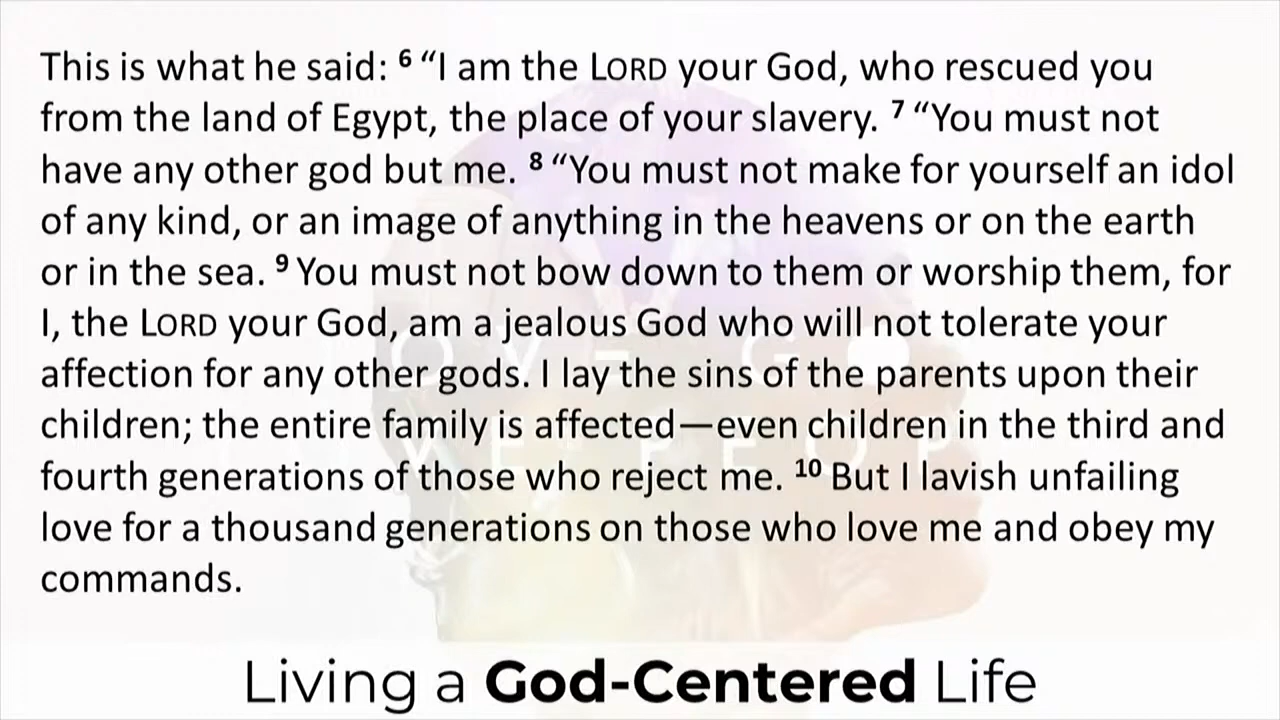 This is what he said: ⁶ “I am the LORD your God, who rescued you
from the land of Egypt, the place of your slavery. ⁷ “You must not
have any other god but me. ⁸ “You must not make for yourself an idol
of any kind, or an image of anything in the heavens or on the earth
or in the sea. ⁹ You must not bow down to them or worship them, for
I, the LORD your God, am a jealous God who will not tolerate your
affection for any other gods. I lay the sins of the parents upon their
children; the entire family is affected—even children in the third and
fourth generations of those who reject me. ¹⁰ But I lavish unfailing
love for a thousand generations on those who love me and obey my
commands.
Living a God-Centered Life